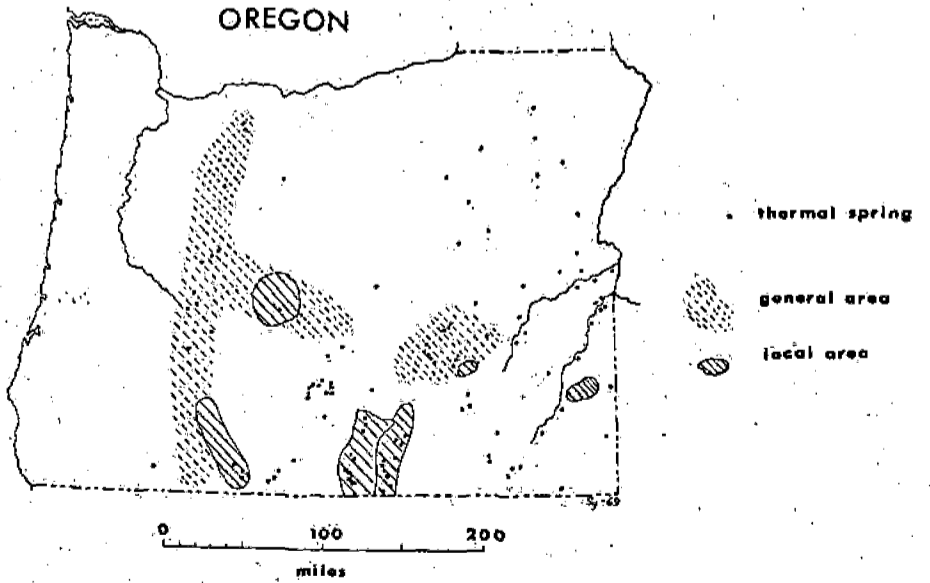 OREGON
thermal spring
general area
local area
0 100 200
miles